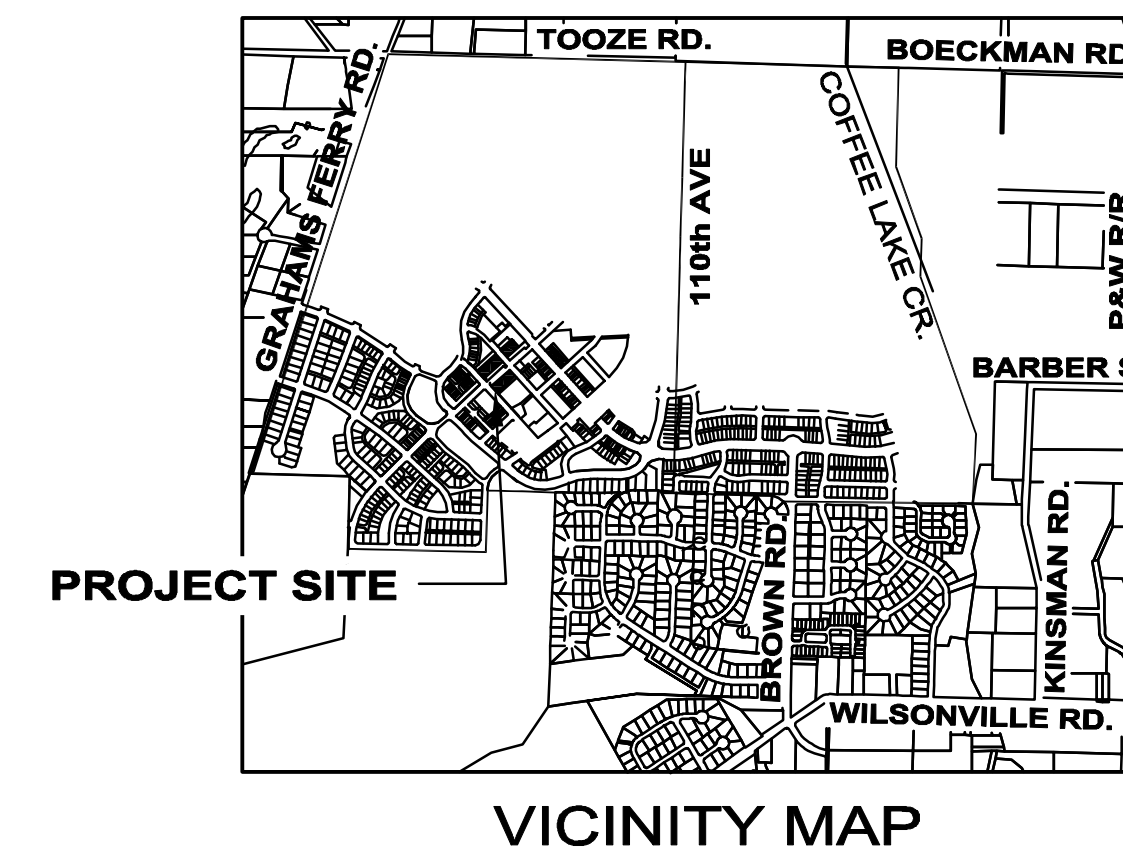 TOOZE RD.
BOECKMAN RD
GRAHAMS FERRY RD.
110th AVE
COFFEE LAKE CR.
P&W R/R
BARBER S
PROJECT SITE
BROWN RD.
KINSMAN RD.
WILSONVILLE RD.
VICINITY MAP